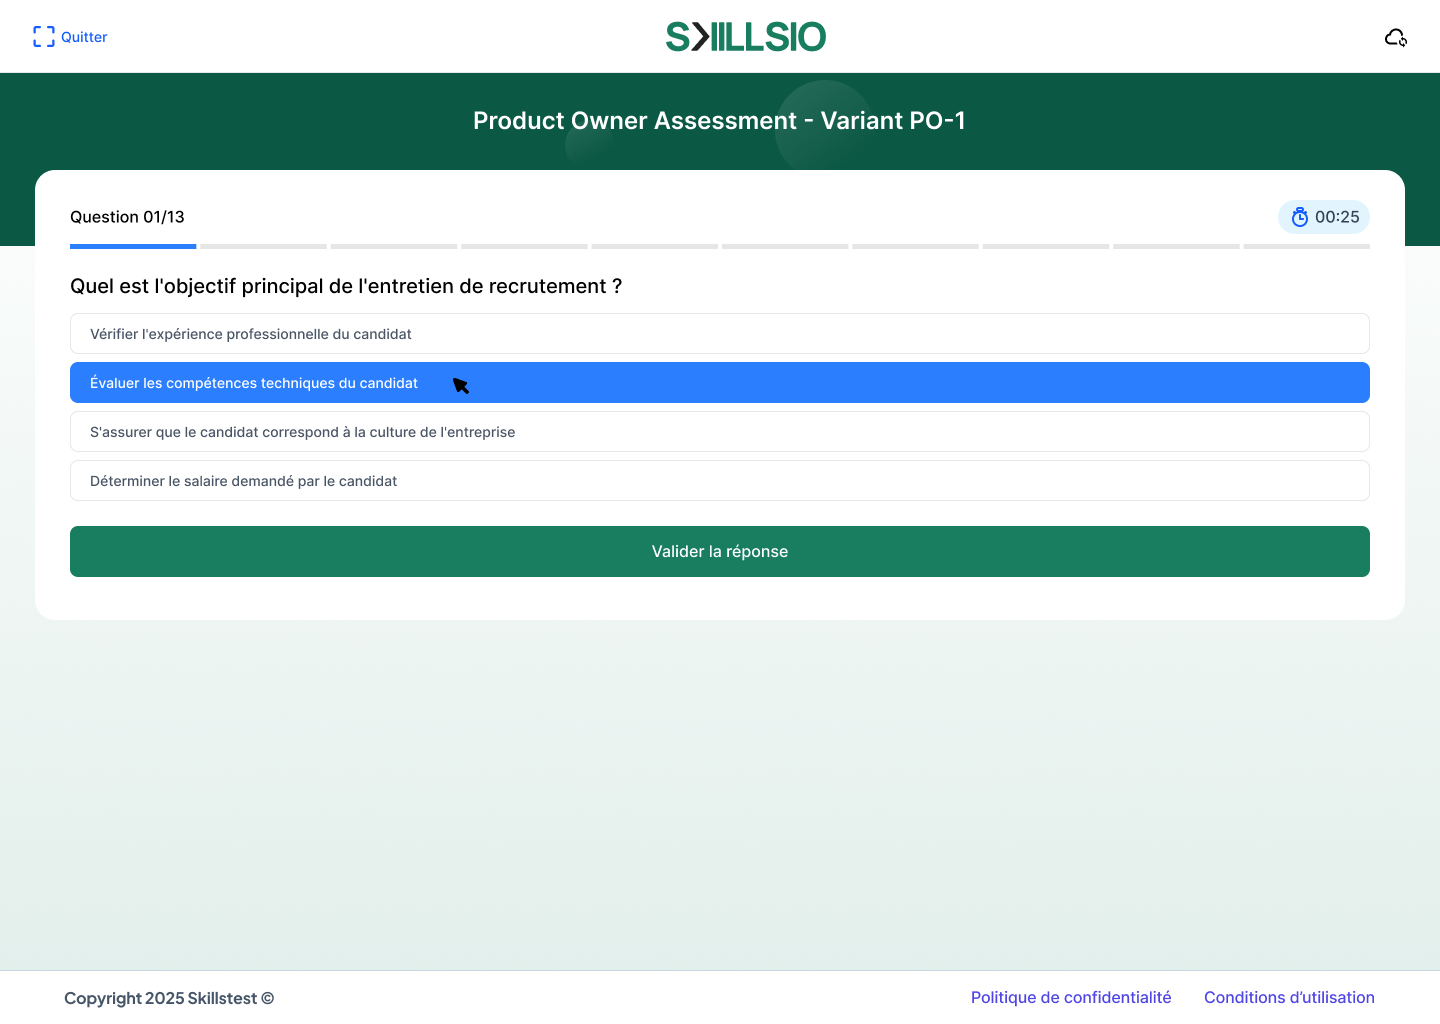 Quitter
SKILLSIO
Product Owner Assessment - Variant PO-1
Question 01/13
00:25
Quel est l'objectif principal de l'entretien de recrutement ?
Vérifier l'expérience professionnelle du candidat
Évaluer les compétences techniques du candidat
S'assurer que le candidat correspond à la culture de l'entreprise
Déterminer le salaire demandé par le candidat
Valider la réponse
Copyright 2025 Skillstest ©
Politique de confidentialité
Conditions d’utilisation